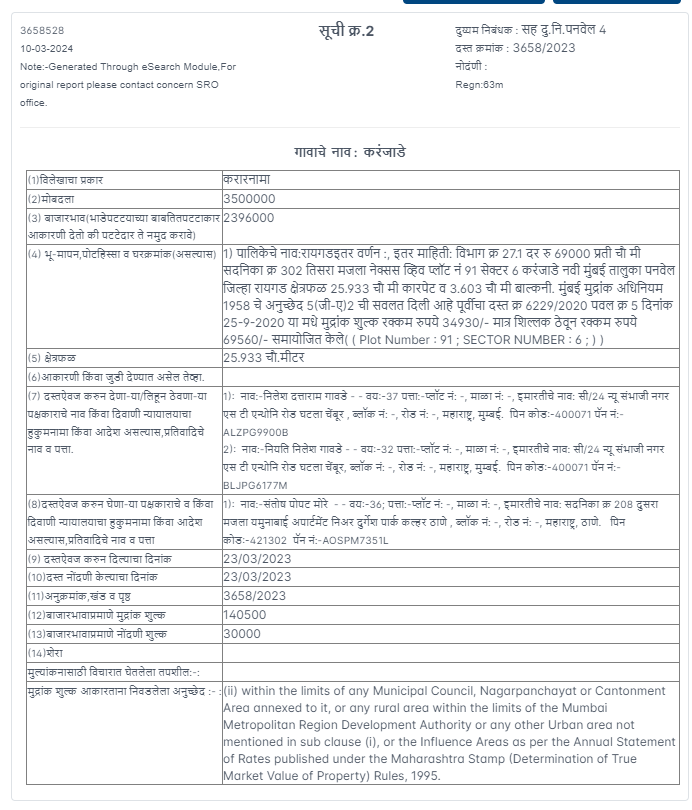 3658528
सूची क्र.2
दुय्यम निबंधक : सह दु.नि.पनवेल 4
10-03-2024
दस्त क्रमांक : 3658/2023
Note:-Generated Through eSearch Module,For
नोदंणी :
original report please contact concern SRO
Regn:63m
office.
गावाचे नाव : करंजाडे
(1)विलेखाचा प्रकार करारनामा
(2)मोबदला 3500000
(3) बाजारभाव(भाडेपटटयाच्या बाबतितपटटाकार 2396000
आकारणी देतो की पटटेदार ते नमुद करावे)
(4) भू-मापन,पोटहिस्सा व घरक्रमांक(असल्यास) 1) पालिकेचे नाव:रायगडइतर वर्णन :, इतर माहिती: विभाग क्र 27.1 दर रु 69000 प्रती चौ मी
सदनिका क्र 302 तिसरा मजला नेक्सस व्हिव प्लॉट नं 91 सेक्टर 6 करंजाडे नवी मुंबई तालुका पनवेल
जिल्हा रायगड क्षेत्रफळ 25.933 चौ मी कारपेट व 3.603 चौ मी बाल्कनी. मुंबई मुद्रांक अधिनियम
1958 चे अनुच्छेद 5(जी-ए)2 ची सवलत दिली आहे पूर्वीचा दस्त क्र 6229/2020 पवल क्र 5 दिनांक
25-9-2020 या मधे मुद्रांक शुल्क रक्कम रुपये 34930/- मात्र शिल्लक ठेवून रक्कम रुपये
69560/- समायोजित केले( ( Plot Number : 91 ; SECTOR NUMBER : 6 ; ) )
(5) क्षेत्रफळ 25.933 चौ.मीटर
(6)आकारणी किंवा जुडी देण्यात असेल तेव्हा.
(7) दस्तऐवज करुन देणा-या/लिहून ठेवणा-या
पक्षकाराचे नाव किंवा दिवाणी न्यायालयाचा
हुकुमनामा किंवा आदेश असल्यास,प्रतिवादिचे
नाव व पत्ता.
1): नाव:-निलेश दत्ताराम गावडे - - वय:-37 पत्ता:-प्लॉट नं: -, माळा नं: -, इमारतीचे नाव: सी/24 न्यू संभाजी नगर
एस टी एन्थोनि रोड घटला चेंबूर , ब्लॉक नं: -, रोड नं: -, महाराष्ट्र, मुम्बई. पिन कोड:-400071 पॅन नं:-
ALZPG9900B
2): नाव:-नियति निलेश गावडे - - वय:-32 पत्ता:-प्लॉट नं: -, माळा नं: -, इमारतीचे नाव: सी/24 न्यू संभाजी नगर
एस टी एन्थोनि रोड घटला चेंबूर, ब्लॉक नं: -, रोड नं: -, महाराष्ट्र, मुम्बई. पिन कोड:-400071 पॅन नं:-
BLJPG6177M
(8)दस्तऐवज करुन घेणा-या पक्षकाराचे व किंवा
दिवाणी न्यायालयाचा हुकुमनामा किंवा आदेश
असल्यास,प्रतिवादिचे नाव व पत्ता
1): नाव:-संतोष पोपट मोरे - - वय:-36; पत्ता:-प्लॉट नं: -, माळा नं: -, इमारतीचे नाव: सदनिका क्र 208 दुसरा
मजला यमुनाबाई अपार्टमेंट निअर दुर्गेश पार्क कल्हर ठाणे , ब्लॉक नं: -, रोड नं: -, महाराष्ट्र, ठाणे. पिन
कोड:-421302 पॅन नं:-AOSPM7351L
(9) दस्तऐवज करुन दिल्याचा दिनांक 23/03/2023
(10)दस्त नोंदणी केल्याचा दिनांक 23/03/2023
(11)अनुक्रमांक,खंड व पृष्ठ 3658/2023
(12)बाजारभावाप्रमाणे मुद्रांक शुल्क 140500
(13)बाजारभावाप्रमाणे नोंदणी शुल्क 30000
(14)शेरा
मुल्यांकनासाठी विचारात घेतलेला तपशील:-:
मुद्रांक शुल्क आकारताना निवडलेला अनुच्छेद :- : (ii) within the limits of any Municipal Council, Nagarpanchayat or Cantonment
Area annexed to it, or any rural area within the limits of the Mumbai
Metropolitan Region Development Authority or any other Urban area not
mentioned in sub clause (i), or the Influence Areas as per the Annual Statement
of Rates published under the Maharashtra Stamp (Determination of True
Market Value of Property) Rules, 1995.